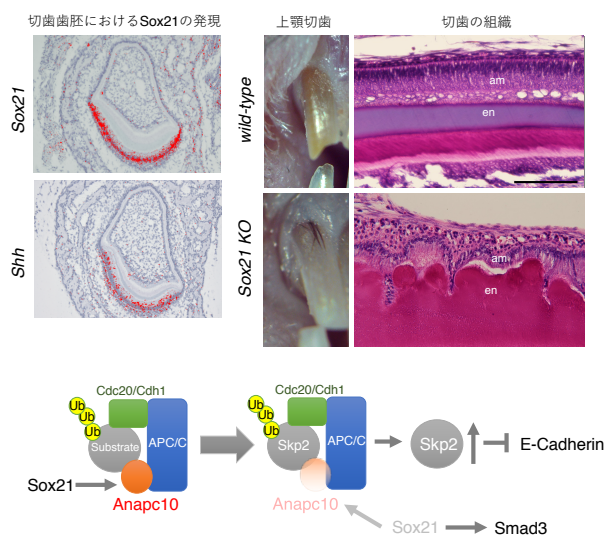 切歯歯胚におけるSox21の発現
上顎切歯
切歯の組織
Sox21
wild-type
am
en
Shh
Sox21 KO
am
en
Cdc20/Cdh1
Ub
Ub
Ub
Substrate
APC/C
Sox21
Anapc10
Cdc20/Cdh1
Ub
Ub
Ub
Skp2
APC/C
Anapc10
Skp2
E-Cadherin
Sox21
Smad3